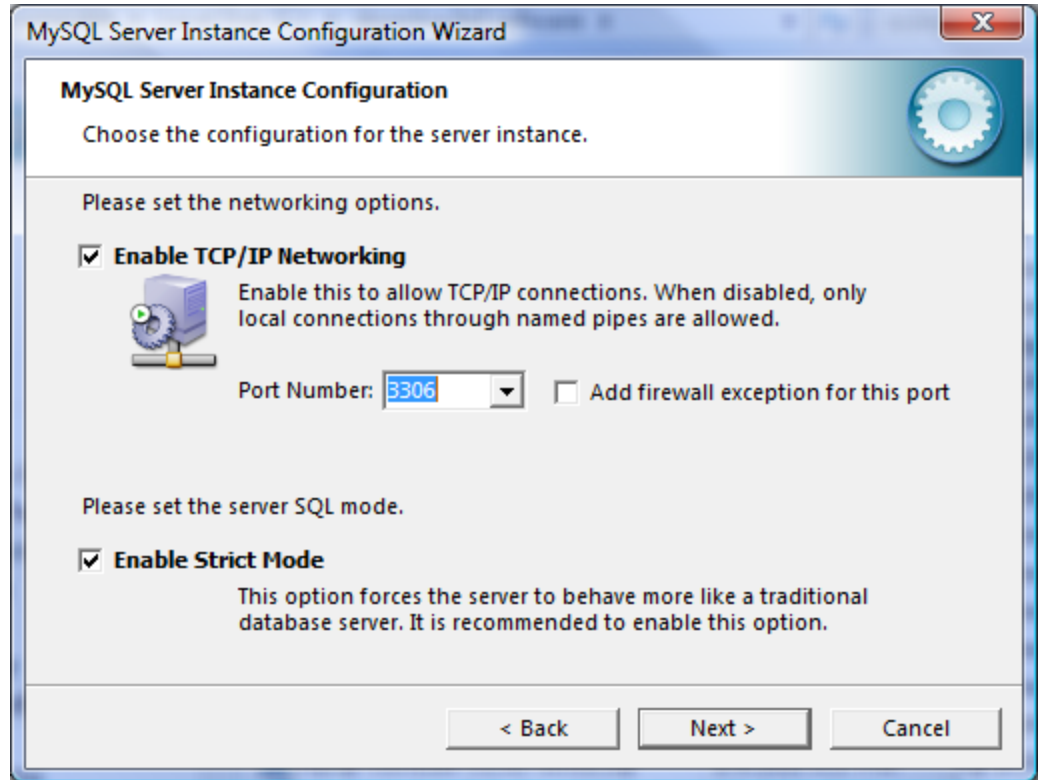 MySQL Server Instance Configuration Wizard
MySQL Server Instance Configuration
Choose the configuration for the server instance.
Please set the networking options.
Enable TCP/IP Networking
Enable this to allow TCP/IP connections. When disabled, only
local connections through named pipes are allowed.
Port Number: 3306 Add firewall exception for this port
Please set the server SQL mode.
Enable Strict Mode
This option forces the server to behave more like a traditional
database server. It is recommended to enable this option.
< Back Next > Cancel